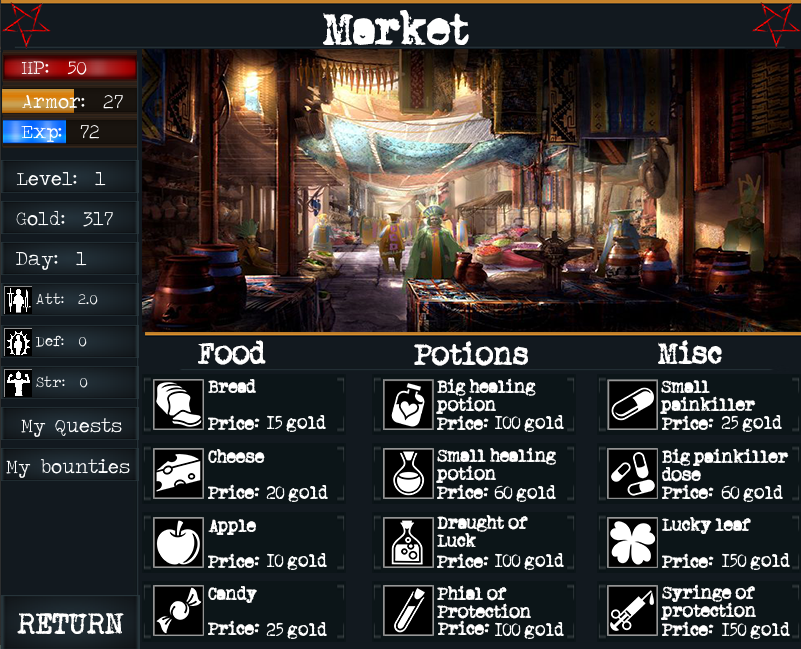 Market
HP: 50
Armor: 27
Exp: 72
Level: 1
Gold: 317
Day: 1
Att: 2.0
Def: 0
Str: 0
My Quests
My bounties
RETURN
Food
Bread
Price: 15 gold
Cheese
Price: 20 gold
Apple
Price: 10 gold
Candy
Price: 25 gold
Potions
Big healing
potion
Price: 100 gold
Small healing
potion
Price: 60 gold
Draught of
Luck
Price: 100 gold
Phial of
Protection
Price: 100 gold
Misc
Small
painkiller
Price: 25 gold
Big painkiller
dose
Price: 60 gold
Lucky leaf
Price: 150 gold
Syringe of
protection
Price: 150 gold